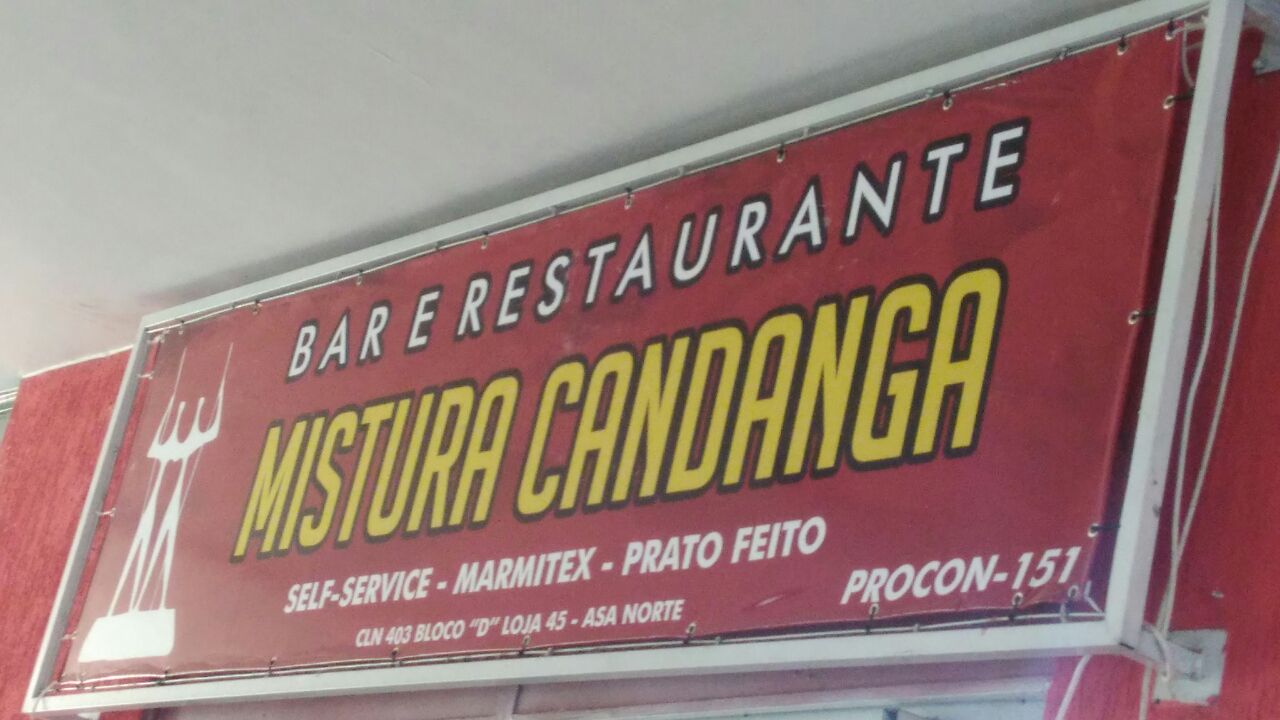 BAR E RESTAURANTE
MISTURA CANDANGA
SELF-SERVICE - MARMITEX - PRATO FEITO
PROCON-151
CLN 403 BLOCO "D" LOJA 45 - ASA NORTE